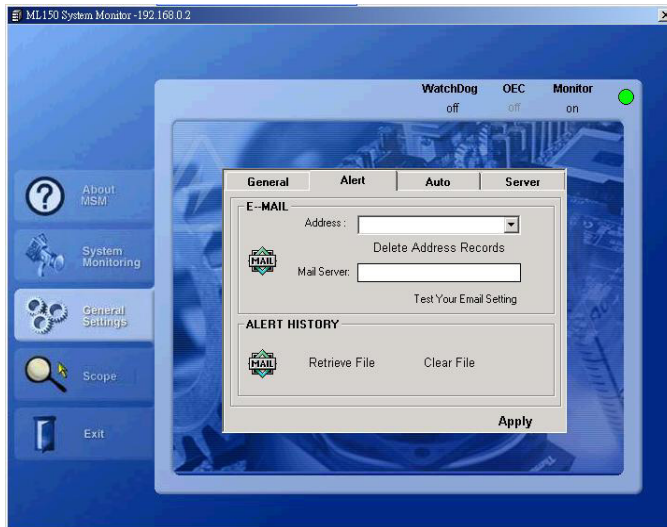 ML150 System Monitor -192.168.0.2
WatchDog OEC Monitor
off off on
About
MSM
System
Monitoring
General
Settings
Scope
Exit
General Alert Auto Server
E--MAIL
Address :
MAIL
Delete Address Records
Mail Server:
Test Your Email Setting
ALERT HISTORY
MAIL
Retrieve File Clear File
Apply